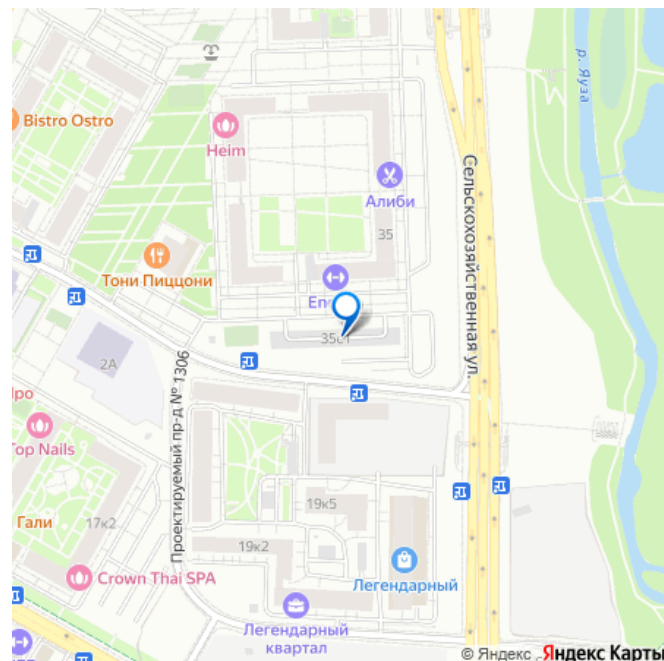 р. Яуза
Bistro Ostro
Heim
Сельскохозяйственная ул.
Алиби
35
Тони Пиццони
35с1
2А
Проектируемый пр-д № 1306
Top Nails
19к5
Гали
17к2
19к2
Crown Thai SPA
Легендарный
Легендарный
квартал
© Яндекс Яндекс Карты